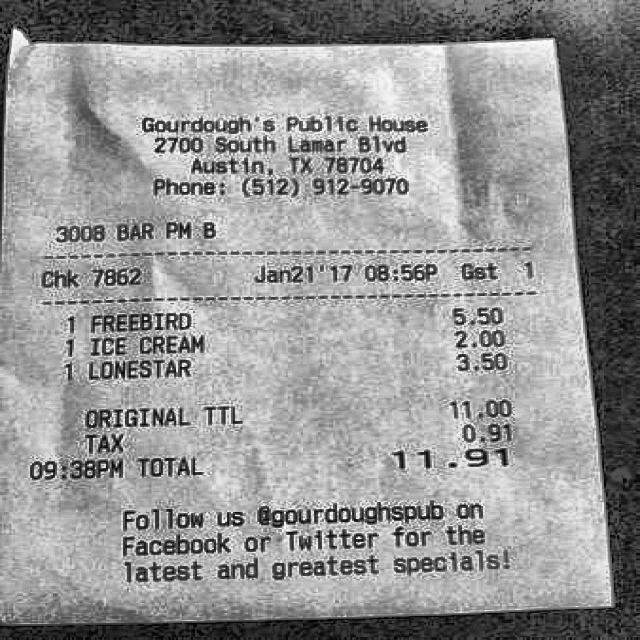 Gourdough's Public House
2700 South Lamar Blvd
Austin, TX 78704
Phone: (512) 912-9070
3008 BAR PM B
Chk 7862 Jan21'17 08:56P Gst 1
1 FREEBIRD 5.50
1 ICE CREAM 2.00
1 LONESTAR 3.50
ORIGINAL TTL 11.00
TAX 0.91
09:38PM TOTAL 11.91
Follow us @gourdoughspub on
Facebook or Twitter for the
latest and greatest specials!